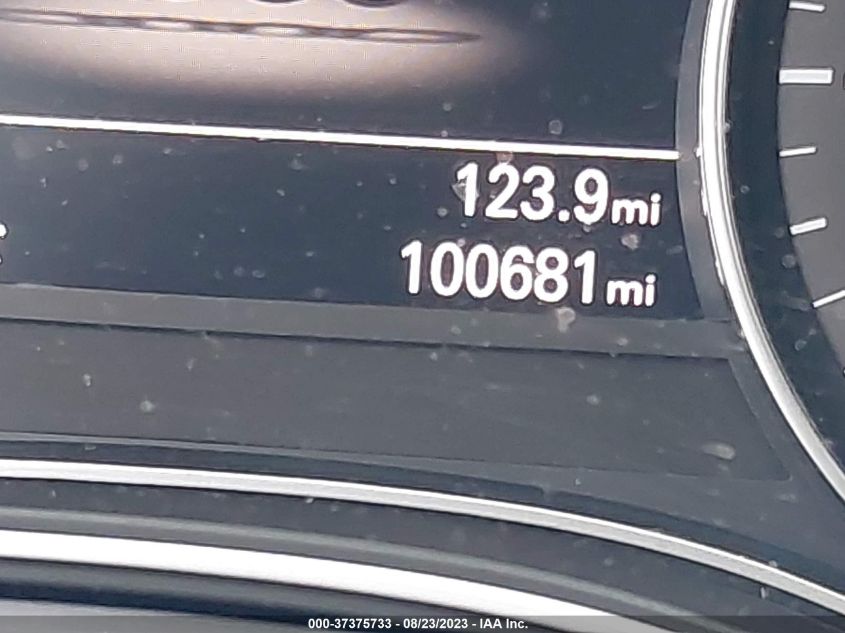 123.9mi
100681mi
000-37375733 - 08/23/2023 - IAA Inc.